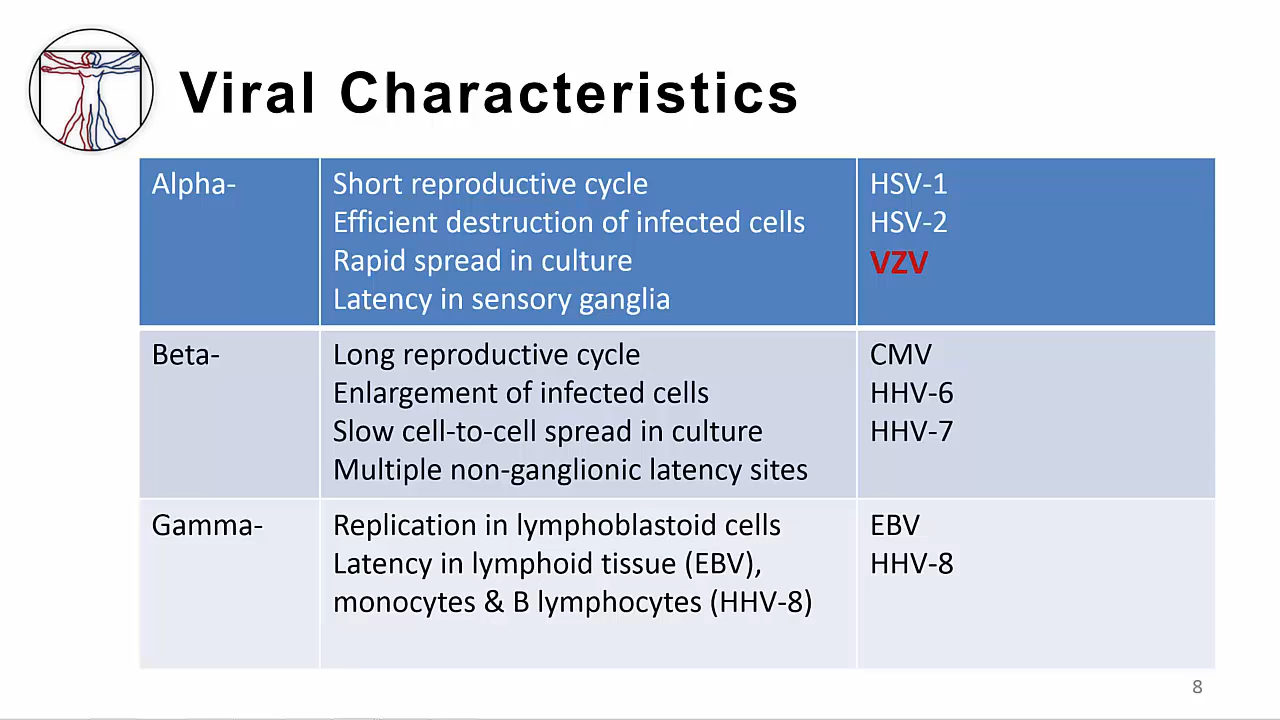 Viral Characteristics
Alpha-
Short reproductive cycle
Efficient destruction of infected cells
Rapid spread in culture
Latency in sensory ganglia
HSV-1
HSV-2
VZV
Beta-
Long reproductive cycle
Enlargement of infected cells
Slow cell-to-cell spread in culture
Multiple non-ganglionic latency sites
CMV
HHV-6
HHV-7
Gamma-
Replication in lymphoblastoid cells
Latency in lymphoid tissue (EBV),
monocytes & B lymphocytes (HHV-8)
EBV
HHV-8
8